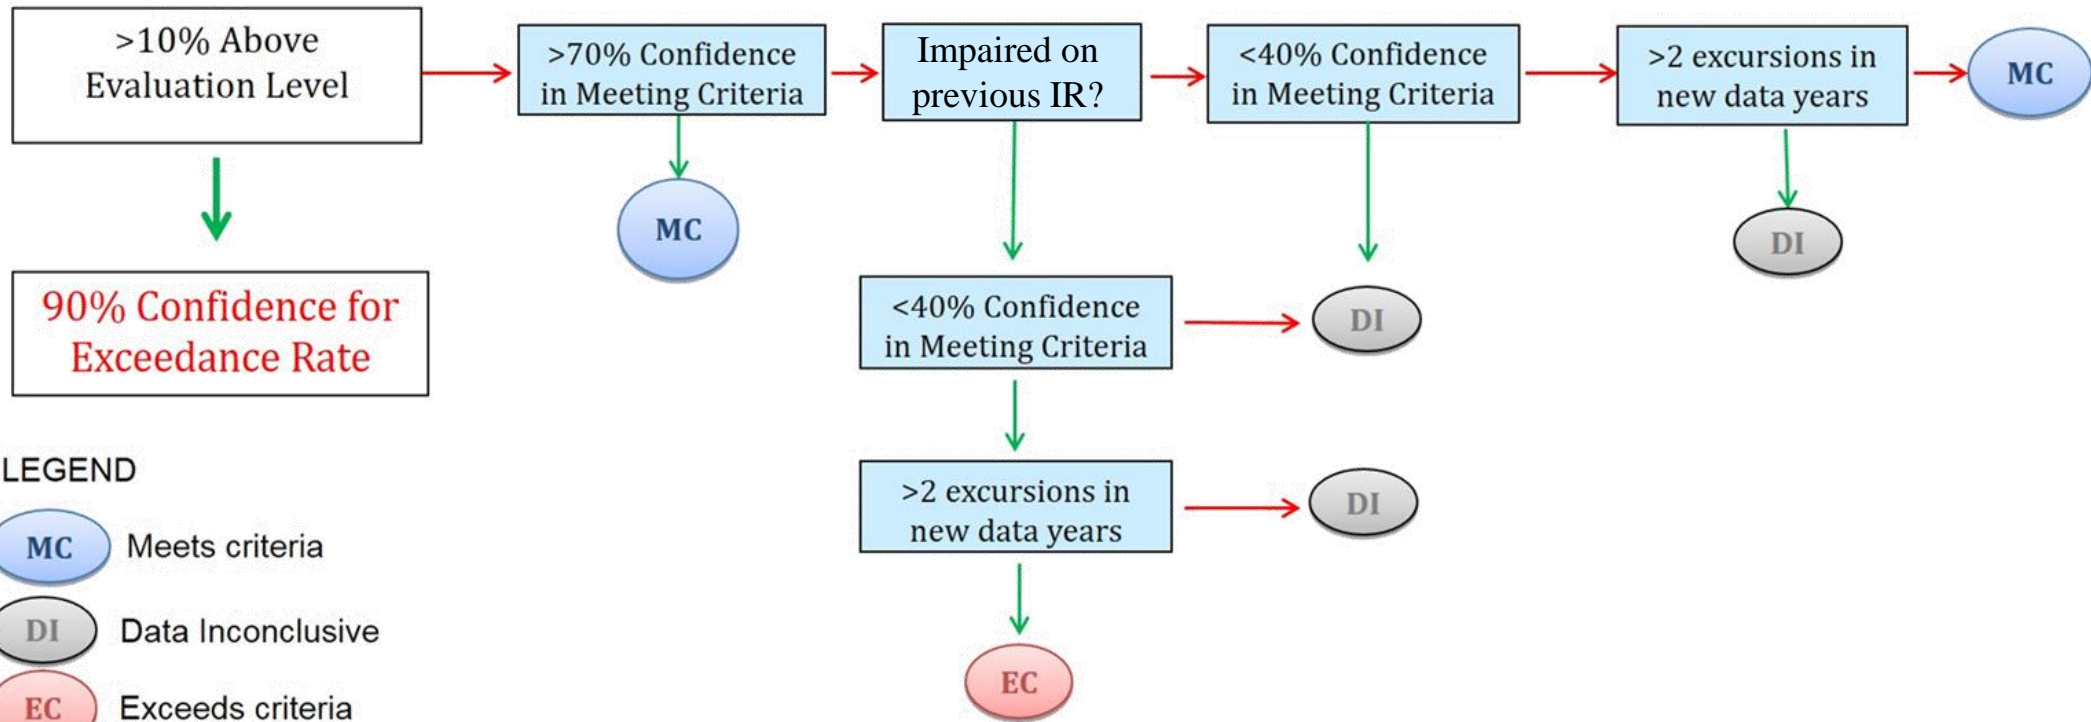 >10% Above
Evaluation Level
>70% Confidence
in Meeting Criteria
Impaired on
previous IR?
<40% Confidence
in Meeting Criteria
>2 excursions in
new data years
MC
MC
DI
90% Confidence for
Exceedance Rate
<40% Confidence
in Meeting Criteria
DI
>2 excursions in
new data years
DI
EC
LEGEND
MC Meets criteria
DI Data Inconclusive
EC Exceeds criteria